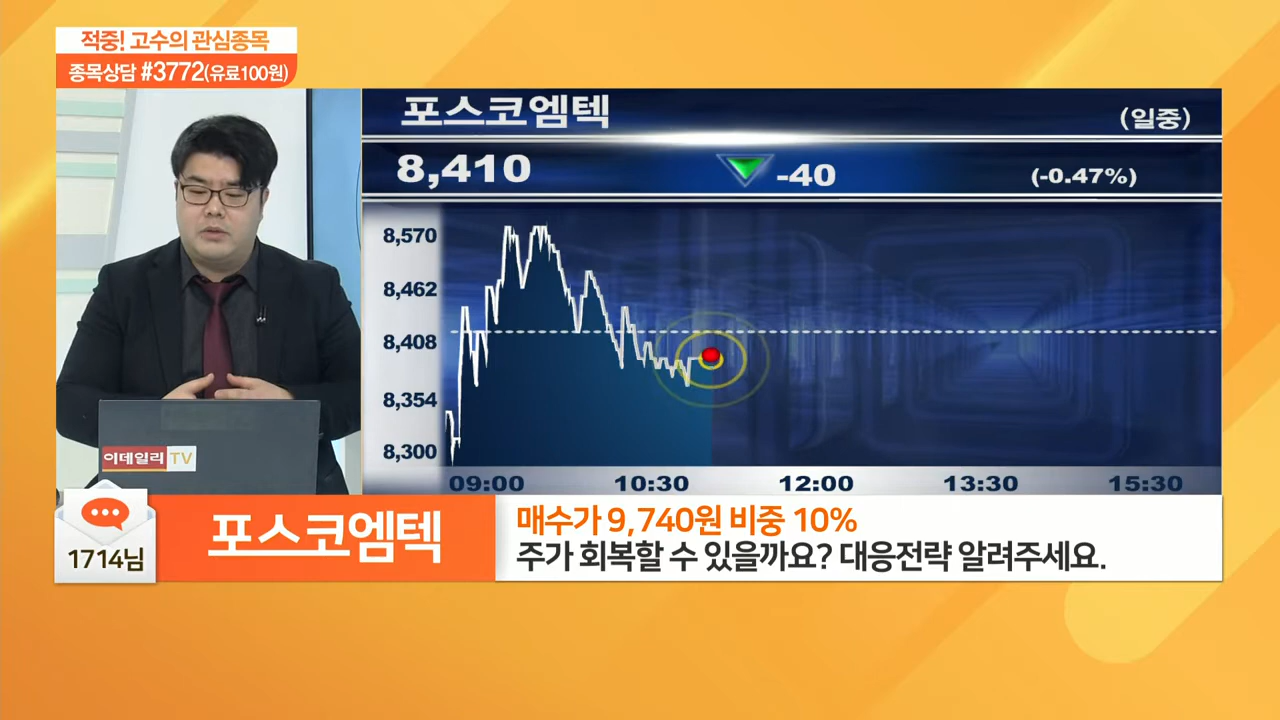 적중! 고수의 관심종목
종목상담 #3772(유료100원)
포스코엠텍
(일중)
8,410
-40
(-0.47%)
8,570
8,462
8,408
8,354
8,300
09:00 10:30 12:00 13:30 15:30
이데일리TV
1714님
포스코엠텍
매수가 9,740원 비중 10%
주가 회복할 수 있을까요? 대응전략 알려주세요.